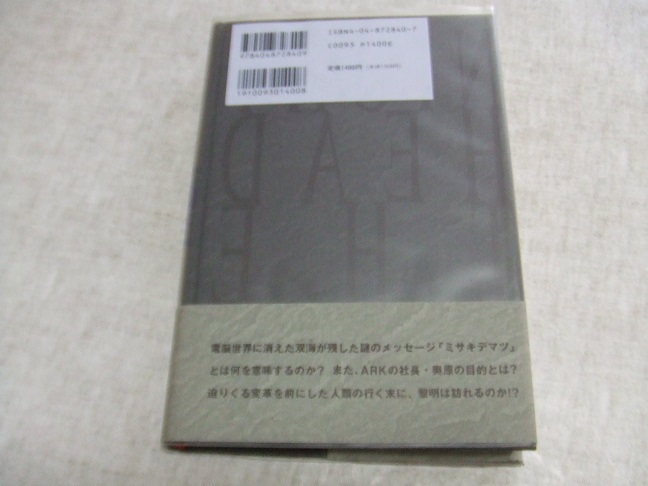 ISBN4-04-872840-7
C0093 ¥1400E
9784048728409
定価:1400円
1910093014008
電脳世界に消えた双海が残した謎のメッセージ『ミサキデマツ』
とは何を意味するのか? また、ARKの社長・奥原の目的とは?
迫りくる変革を前にした人類の行く末に、黎明は訪れるのか!?